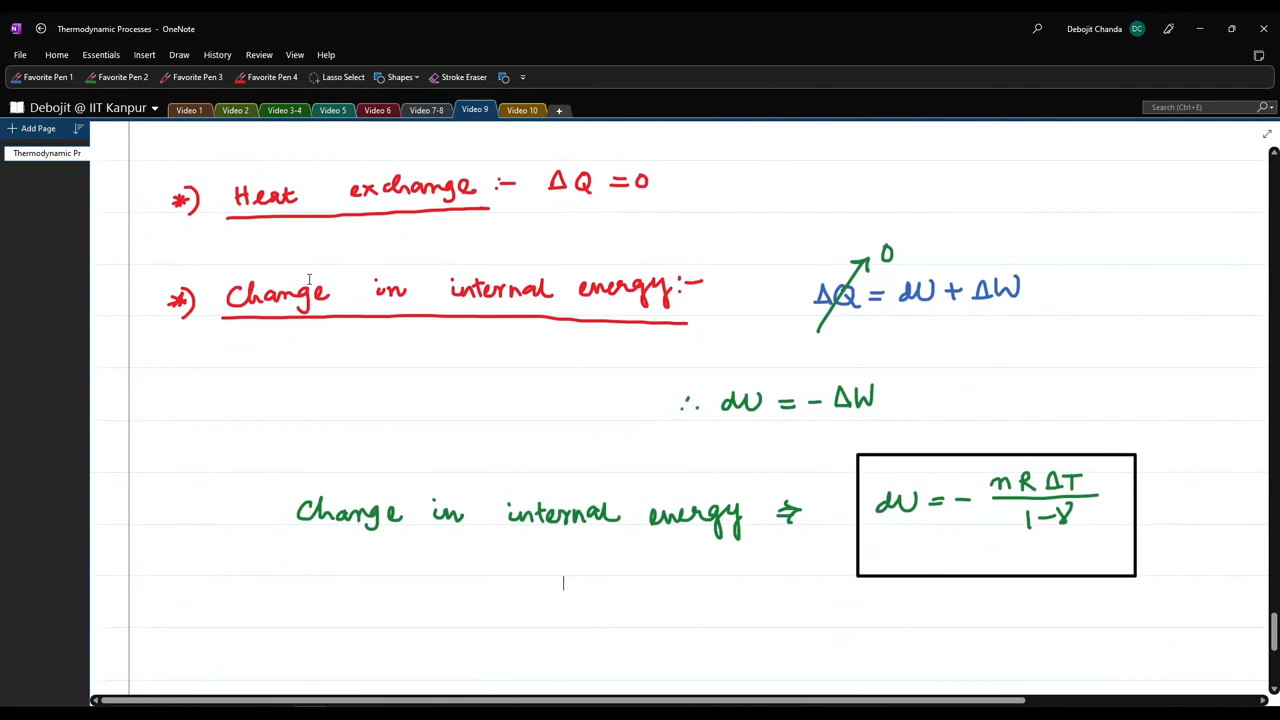 Thermodynamic Processes - OneNote
Debojit Chanda DC
File Home Essentials Insert Draw History Review View Help
Favorite Pen 1 Favorite Pen 2 Favorite Pen 3 Favorite Pen 4 Lasso Select Shapes Stroke Eraser
Debojit @ IIT Kanpur Video 1 Video 2 Video 3-4 Video 5 Video 6 Video 7-8 Video 9 Video 10 Search (Ctrl+E)
Add Page
Thermodynamic Pr
*) Heat exchange :- ΔQ = 0
*) Change in internal energy :-
0
ΔQ = dU + ΔW
∴ dU = - ΔW
Change in internal energy ⇒ dU = - nRΔT / 1-γ